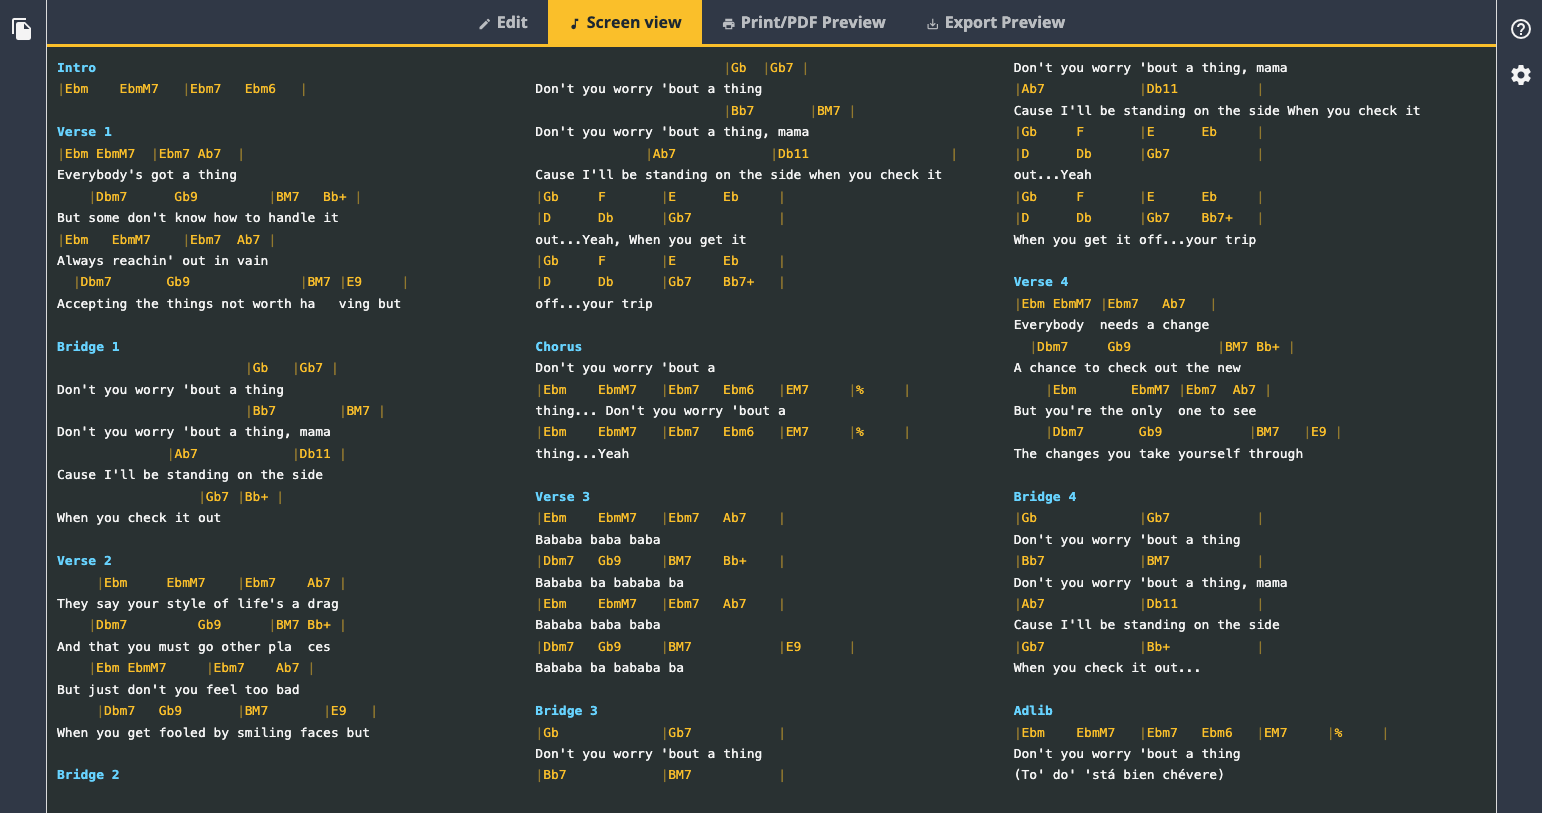 Edit
Screen view
Print/PDF Preview
Export Preview
Intro
|Ebm    EbmM7   |Ebm7   Ebm6   |
Verse 1
|Ebm EbmM7  |Ebm7 Ab7  |
Everybody's got a thing
    |Dbm7      Gb9         |BM7   Bb+ |
But some don't know how to handle it
|Ebm   EbmM7    |Ebm7  Ab7 |
Always reachin' out in vain
  |Dbm7       Gb9              |BM7 |E9     |
Accepting the things not worth ha   ving but
Bridge 1
                        |Gb   |Gb7 |
Don't you worry 'bout a thing
                        |Bb7        |BM7 |
Don't you worry 'bout a thing, mama
              |Ab7            |Db11 |
Cause I'll be standing on the side
                  |Gb7 |Bb+ |
When you check it out
Verse 2
     |Ebm     EbmM7    |Ebm7    Ab7 |
They say your style of life's a drag
    |Dbm7         Gb9      |BM7 Bb+ |
And that you must go other pla  ces
    |Ebm EbmM7     |Ebm7    Ab7 |
But just don't you feel too bad
     |Dbm7   Gb9       |BM7       |E9   |
When you get fooled by smiling faces but
Bridge 2
                        |Gb  |Gb7 |
Don't you worry 'bout a thing
                        |Bb7       |BM7 |
Don't you worry 'bout a thing, mama
              |Ab7            |Db11                  |
Cause I'll be standing on the side when you check it
|Gb     F       |E      Eb     |
|D      Db      |Gb7           |
out...Yeah, When you get it
|Gb     F       |E      Eb     |
|D      Db      |Gb7    Bb7+   |
off...your trip
Chorus
Don't you worry 'bout a
|Ebm    EbmM7   |Ebm7   Ebm6   |EM7     |%     |
thing... Don't you worry 'bout a
|Ebm    EbmM7   |Ebm7   Ebm6   |EM7     |%     |
thing...Yeah
Verse 3
|Ebm    EbmM7   |Ebm7   Ab7    |
Bababa baba baba
|Dbm7   Gb9     |BM7    Bb+    |
Bababa ba bababa ba
|Ebm    EbmM7   |Ebm7   Ab7    |
Bababa baba baba
|Dbm7   Gb9     |BM7           |E9      |
Bababa ba bababa ba
Bridge 3
|Gb             |Gb7           |
Don't you worry 'bout a thing
|Bb7            |BM7           |
Don't you worry 'bout a thing, mama
|Ab7            |Db11          |
Cause I'll be standing on the side When you check it
|Gb     F       |E      Eb     |
|D      Db      |Gb7           |
out...Yeah
|Gb     F       |E      Eb     |
|D      Db      |Gb7    Bb7+   |
When you get it off...your trip
Verse 4
|Ebm EbmM7 |Ebm7   Ab7   |
Everybody  needs a change
  |Dbm7     Gb9           |BM7 Bb+ |
A chance to check out the new
    |Ebm       EbmM7 |Ebm7  Ab7 |
But you're the only  one to see
    |Dbm7       Gb9           |BM7   |E9 |
The changes you take yourself through
Bridge 4
|Gb             |Gb7           |
Don't you worry 'bout a thing
|Bb7            |BM7           |
Don't you worry 'bout a thing, mama
|Ab7            |Db11          |
Cause I'll be standing on the side
|Gb7            |Bb+           |
When you check it out...
Adlib
|Ebm    EbmM7   |Ebm7   Ebm6   |EM7     |%     |
Don't you worry 'bout a thing
(To' do' 'stá bien chévere)